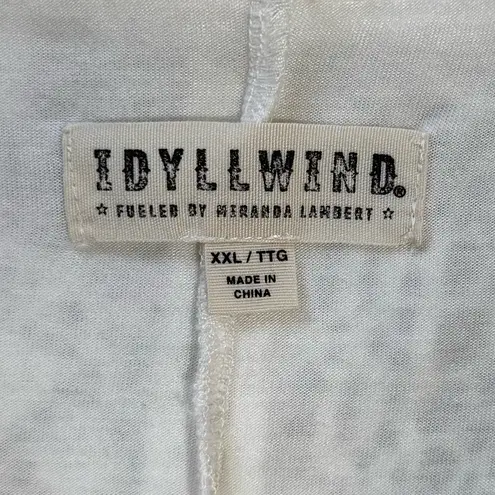 IDYLLWIND®
☆ FUELED BY MIRANDA LAMBERT ☆
XXL / TTG
MADE IN
CHINA